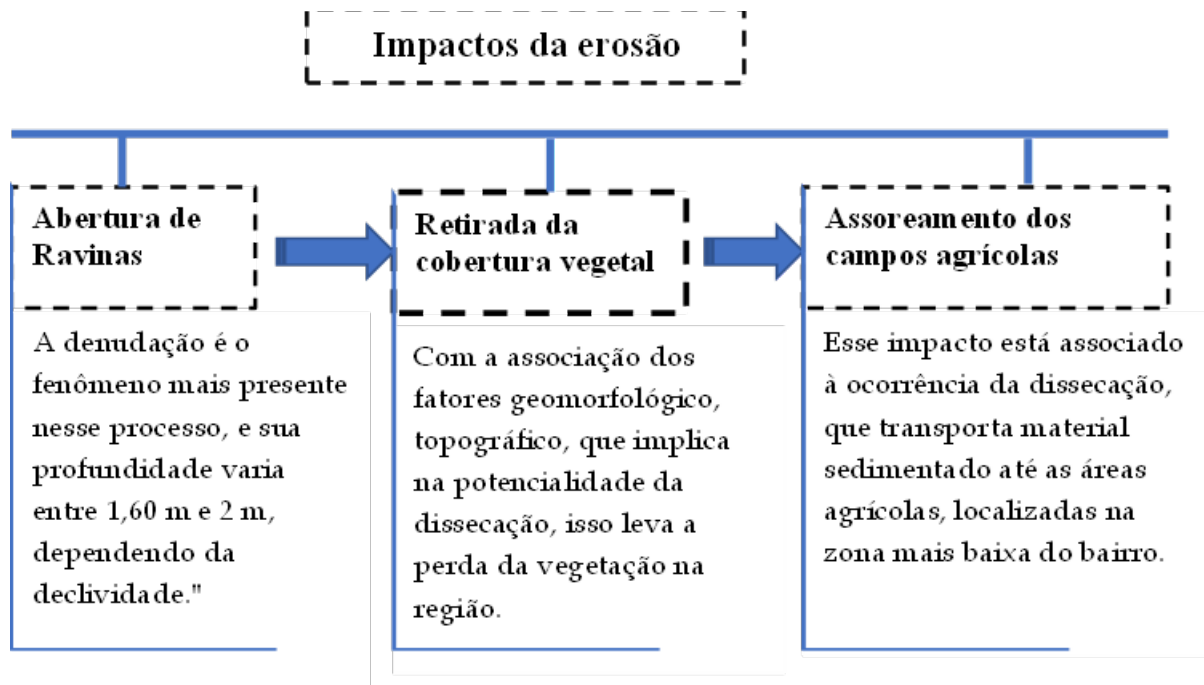 Impactos da erosão
Abertura de
Ravinas
A denudação é o
fenômeno mais presente
nesse processo, e sua
profundidade varia
entre 1,60 m e 2 m,
dependendo da
declividade."
Retirada da
cobertura vegetal
Com a associação dos
fatores geomorfológico,
topográfico, que implica
na potencialidade da
dissecação, isso leva a
perda da vegetação na
região.
Assoreamento dos
campos agrícolas
Esse impacto está associado
à ocorrência da dissecação,
que transporta material
sedimentado até as áreas
agrícolas, localizadas na
zona mais baixa do bairro.